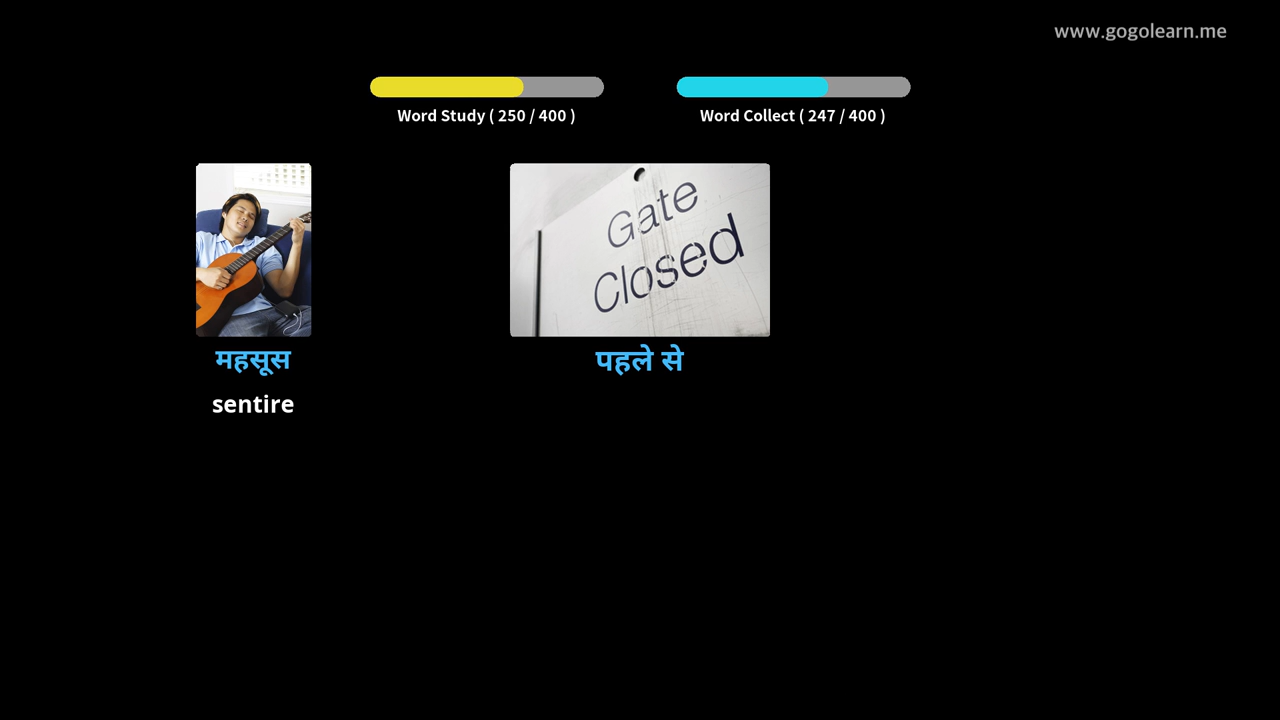 www.gogolearn.me
Word Study ( 250 / 400 )
Word Collect ( 247 / 400 )
Gate
Closed
महसूस
पहले से
sentire